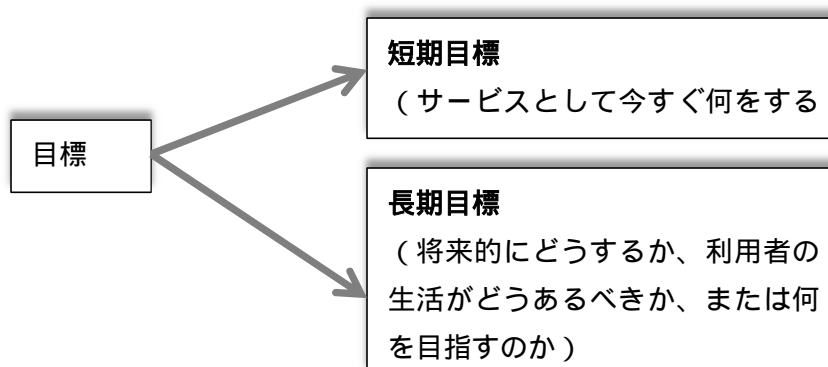 目標
短期目標
（サービスとして今すぐ何をする
長期目標
（将来的にどうするか、利用者の
生活がどうあるべきか、または何
を目指すのか）